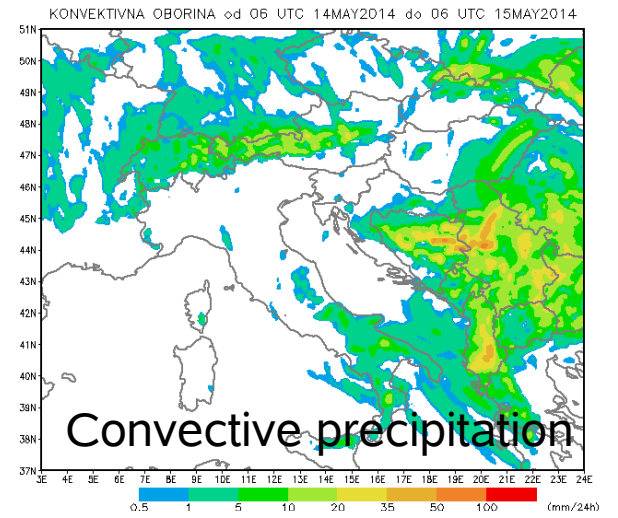 KONVEKTIVNA OBORINA od 06 UTC 14MAY2014 do 06 UTC 15MAY2014
51N
50N
49N
48N
47N
46N
45N
44N
43N
42N
41N
40N
39N
38N
37N
Convective precipitation
3E 4E 5E 6E 7E 8E 9E 10E 11E 12E 13E 14E 15E 16E 17E 18E 19E 20E 21E 22E 23E 24E
0.5 1 5 10 20 35 50 100 (mm/24h)